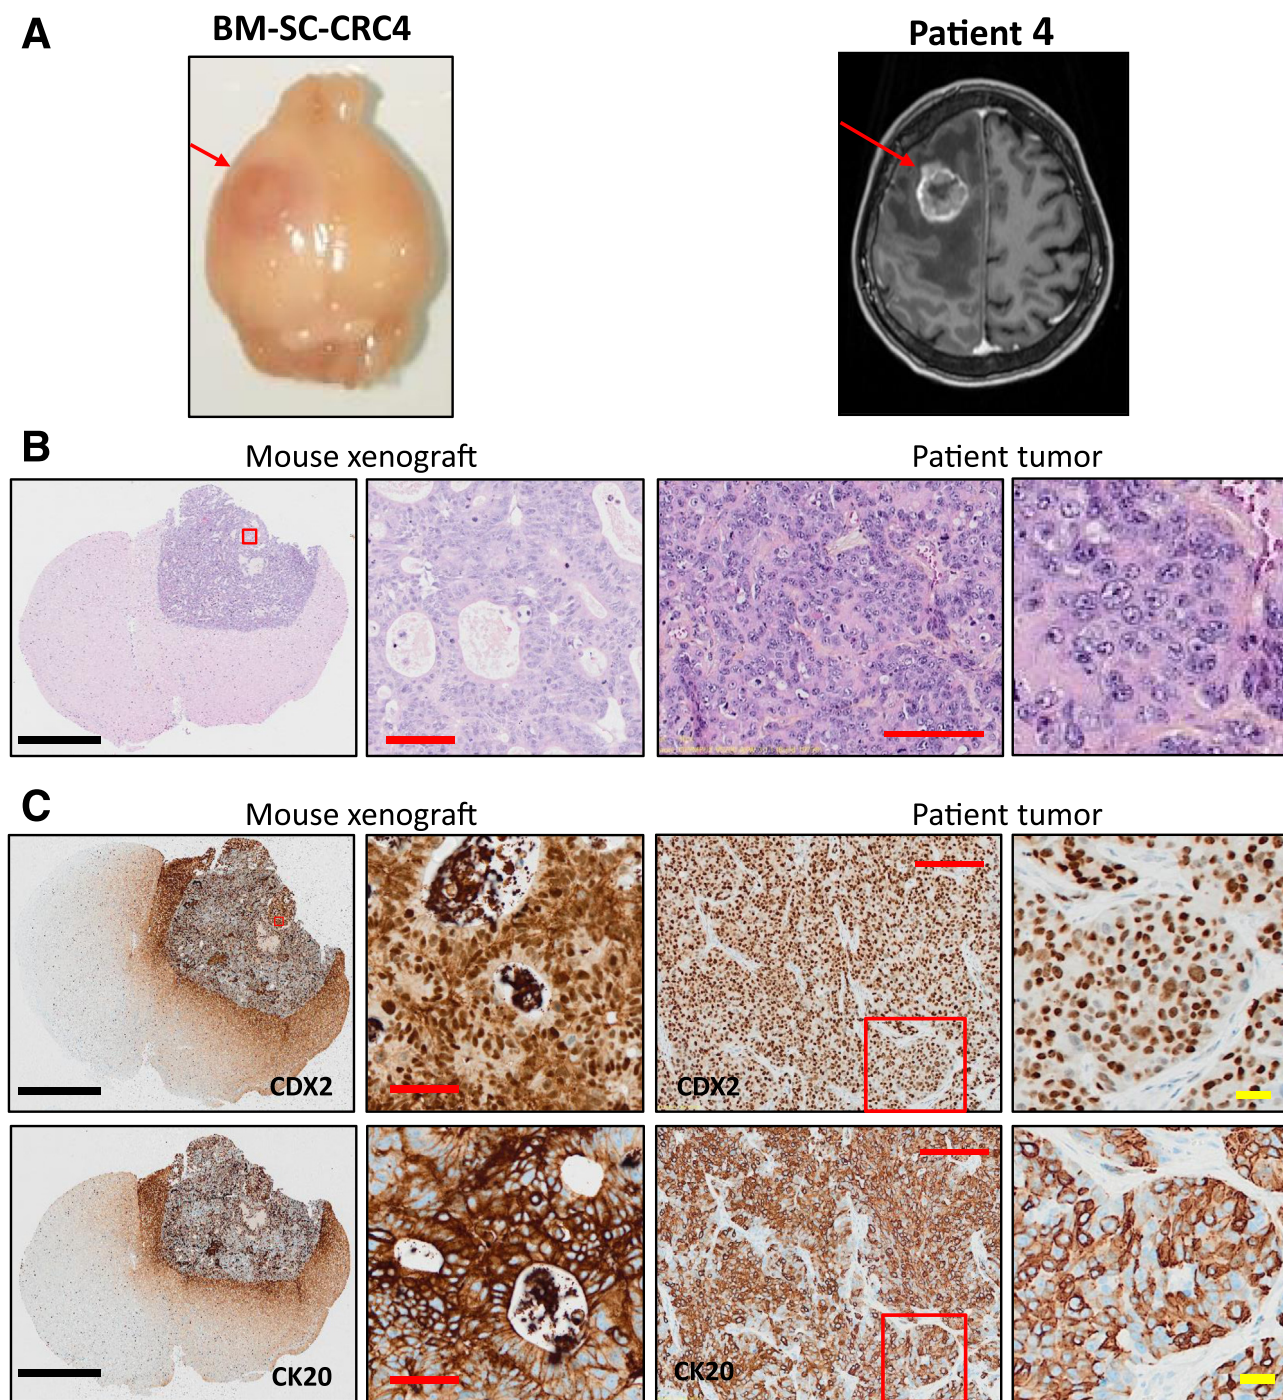 A
BM-SC-CRC4
Patient 4
B
Mouse xenograft
Patient tumor
C
Mouse xenograft
Patient tumor
CDX2
CDX2
CK20
CK20